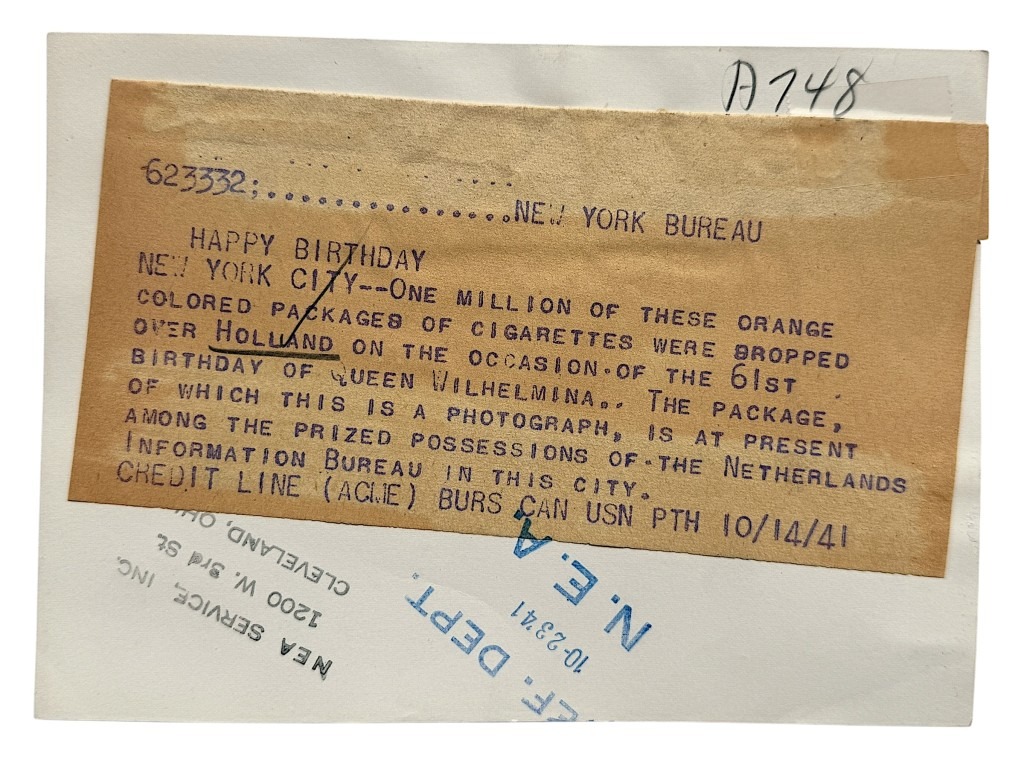 A748
623332;...............NEW YORK BUREAU
HAPPY BIRTHDAY
NEW YORK CITY--ONE MILLION OF THESE ORANGE
COLORED PACKAGES OF CIGARETTES WERE DROPPED
OVER HOLLAND ON THE OCCASION OF THE 61ST
BIRTHDAY OF QUEEN WILHELMINA.. THE PACKAGE,
OF WHICH THIS IS A PHOTOGRAPH, IS AT PRESENT
AMONG THE PRIZED POSSESSIONS OF THE NETHERLANDS
INFORMATION BUREAU IN THIS CITY.
CREDIT LINE (ACME) BURS CAN USN PTH 10/14/41
NEA SERVICE, INC.
1200 W. 3rd St.
CLEVELAND, OH
N. E. A.
10-23-41
EF. DEPT.